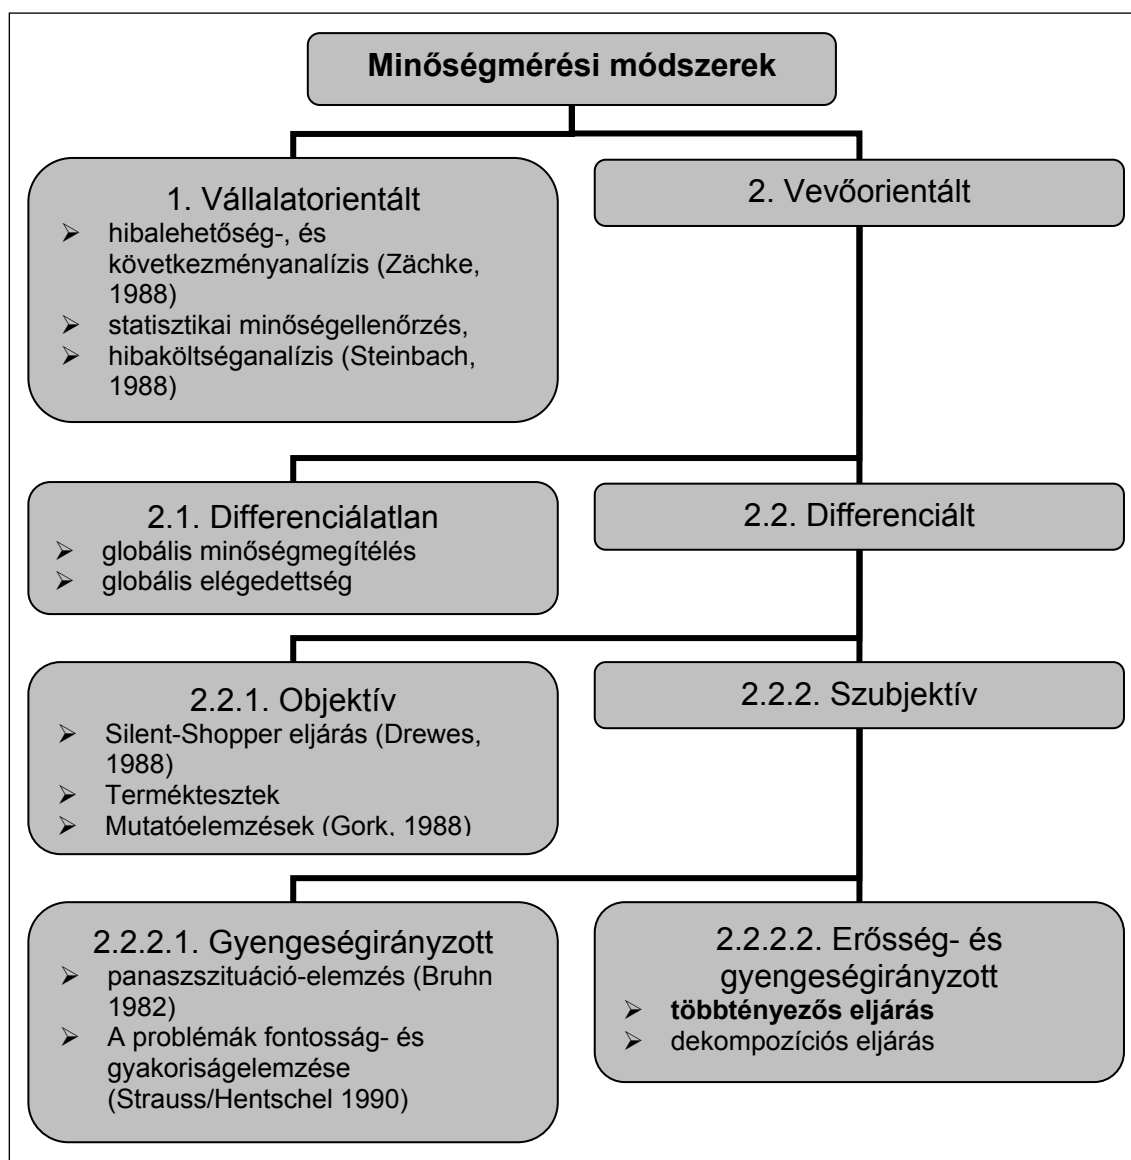 Minőségmérési módszerek
1. Vállalatorientált
➢ hibalehetőség-, és
következményanalízis (Zächke,
1988)
➢ statisztikai minőségellenőrzés,
➢ hibaköltséganalízis (Steinbach,
1988)
2. Vevőorientált
2.1. Differenciálatlan
➢ globális minőségmegítélés
➢ globális elégedettség
2.2. Differenciált
2.2.1. Objektív
➢ Silent-Shopper eljárás (Drewes,
1988)
➢ Terméktesztek
➢ Mutatóelemzések (Gork, 1988)
2.2.2. Szubjektív
2.2.2.1. Gyengeségirányzott
➢ panaszszituáció-elemzés (Bruhn
1982)
➢ A problémák fontosság- és
gyakoriságelemzése
(Strauss/Hentschel 1990)
2.2.2.2. Erősség- és
gyengeségirányzott
➢ többtényezős eljárás
➢ dekompozíciós eljárás